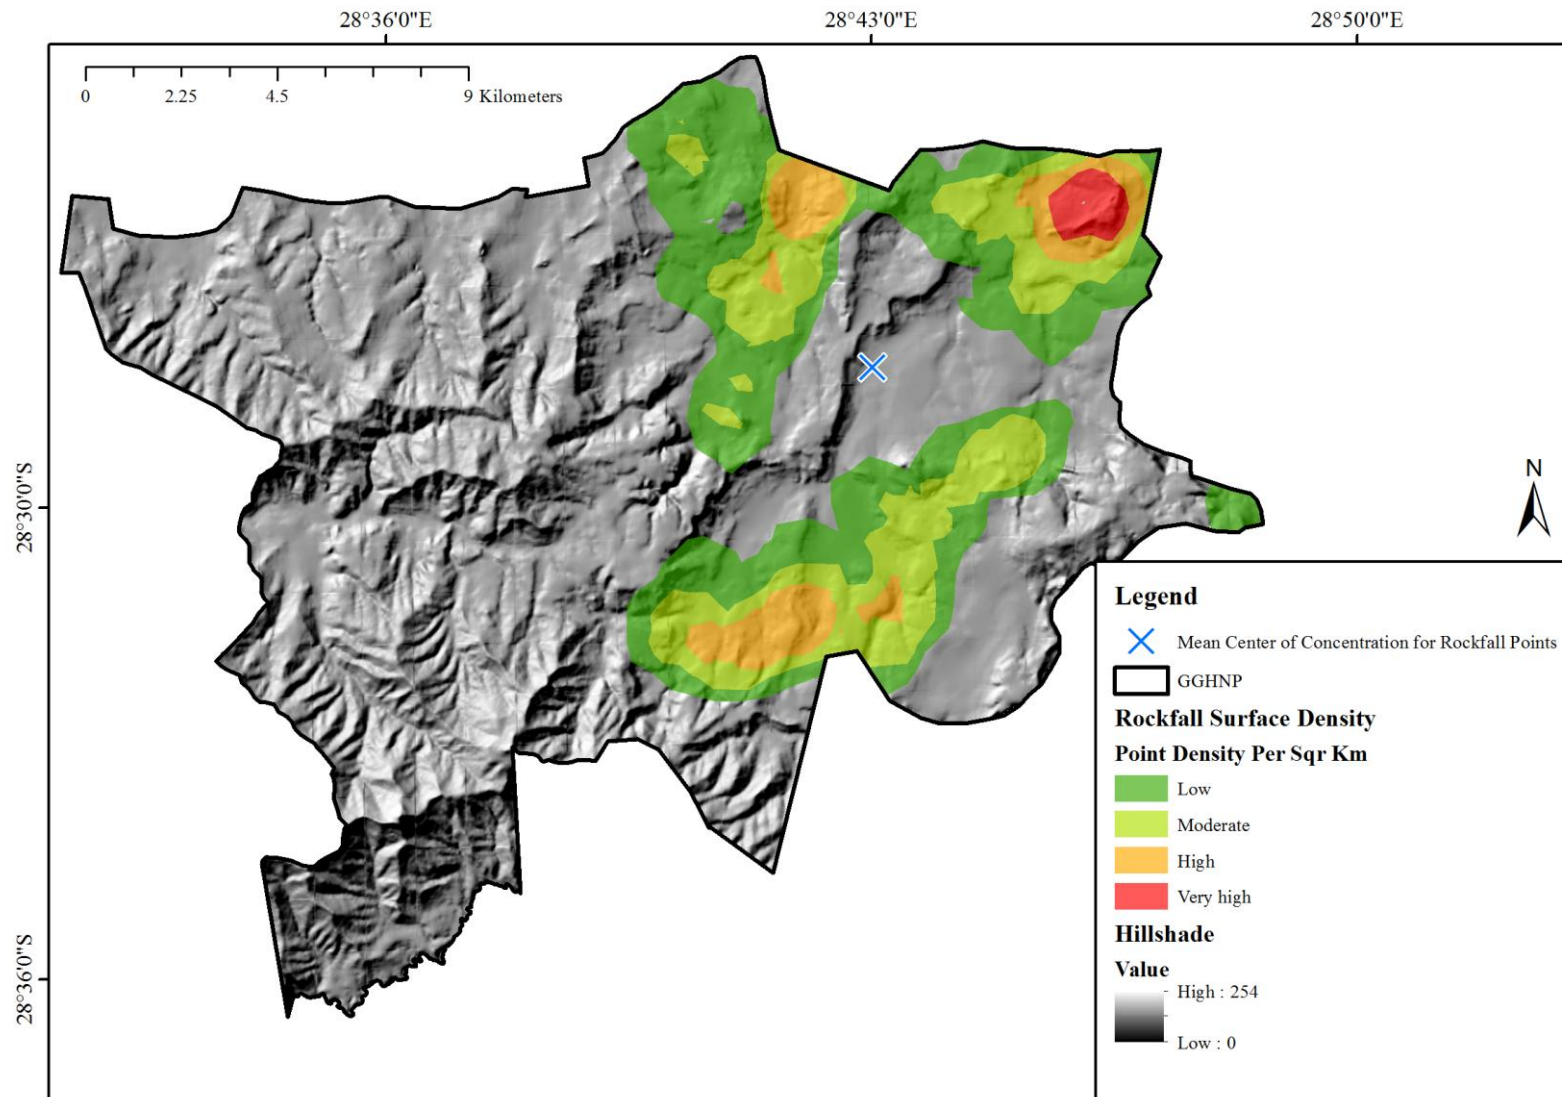 28°36'0"E
28°43'0"E
28°50'0"E
0 2.25 4.5 9 Kilometers
28°30'0"S
N
Legend
Mean Center of Concentration for Rockfall Points
GGHNP
Rockfall Surface Density
Point Density Per Sqr Km
Low
Moderate
High
Very high
Hillshade
Value
High : 254
Low : 0
28°36'0"S